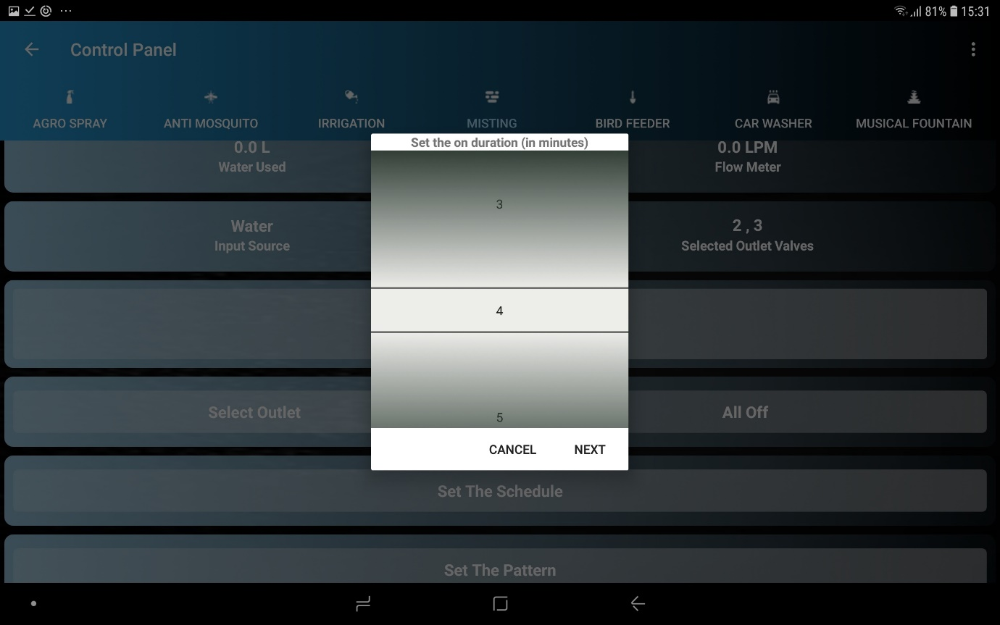 81% 15:31
Control Panel
AGRO SPRAY ANTI MOSQUITO IRRIGATION MISTING BIRD FEEDER CAR WASHER MUSICAL FOUNTAIN
Set the on duration (in minutes)
0.0 L 0.0 LPM
Water Used Flow Meter
3
Water 2 , 3
Input Source Selected Outlet Valves
4
Select Outlet All Off
5
CANCEL NEXT
Set The Schedule
Set The Pattern